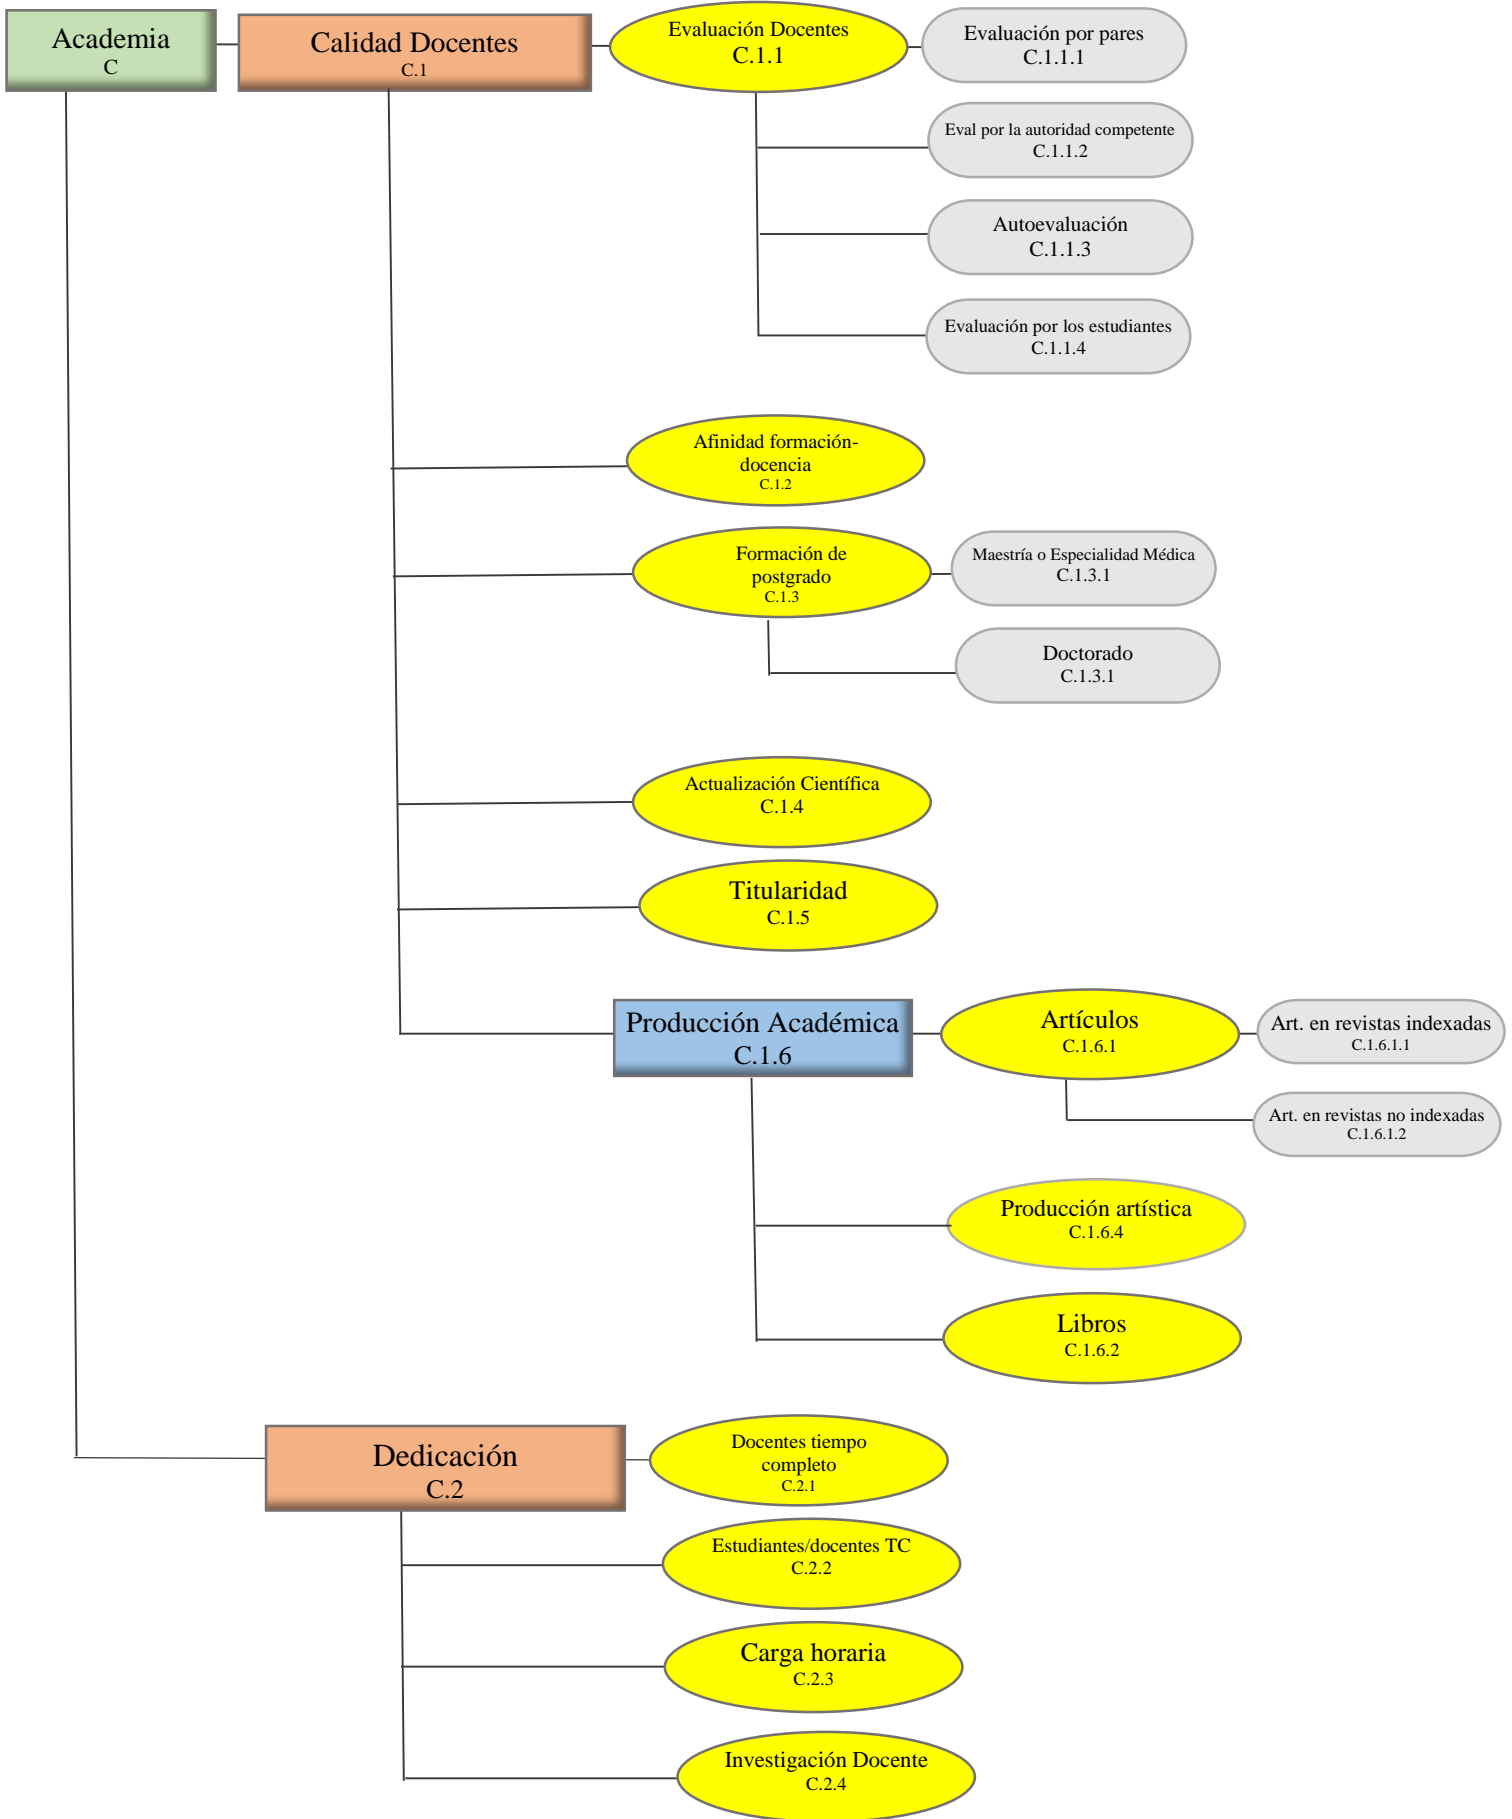 Academia
C
Calidad Docentes
C.1
Evaluación Docentes
C.1.1
Evaluación por pares
C.1.1.1
Eval por la autoridad competente
C.1.1.2
Autoevaluación
C.1.1.3
Evaluación por los estudiantes
C.1.1.4
Afinidad formación-
docencia
C.1.2
Formación de
postgrado
C.1.3
Maestría o Especialidad Médica
C.1.3.1
Doctorado
C.1.3.1
Actualización Científica
C.1.4
Titularidad
C.1.5
Producción Académica
C.1.6
Artículos
C.1.6.1
Art. en revistas indexadas
C.1.6.1.1
Art. en revistas no indexadas
C.1.6.1.2
Producción artística
C.1.6.4
Libros
C.1.6.2
Dedicación
C.2
Docentes tiempo
completo
C.2.1
Estudiantes/docentes TC
C.2.2
Carga horaria
C.2.3
Investigación Docente
C.2.4